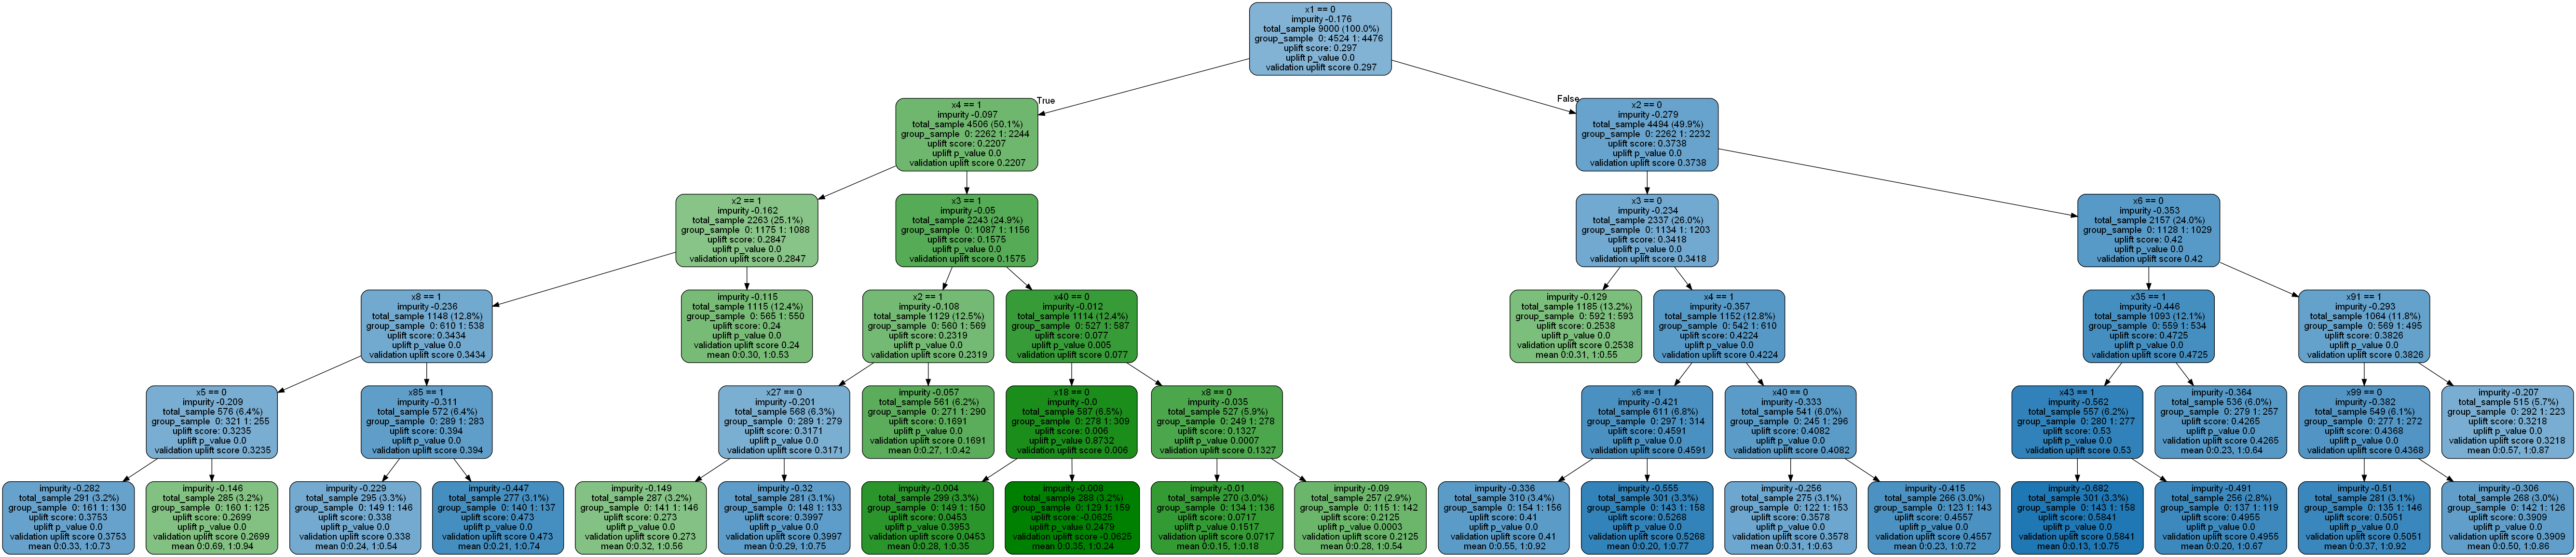 x1 == 0
impurity -0.176
total_sample 9000 (100.0%)
group_sample 0: 4524 1: 4476
uplift score: 0.297
uplift p_value 0.0
validation uplift score 0.297
True
False
x4 == 1
impurity -0.097
total_sample 4506 (50.1%)
group_sample 0: 2262 1: 2244
uplift score: 0.2207
uplift p_value 0.0
validation uplift score 0.2207
x2 == 0
impurity -0.279
total_sample 4494 (49.9%)
group_sample 0: 2262 1: 2232
uplift score: 0.3738
uplift p_value 0.0
validation uplift score 0.3738
x2 == 1
impurity -0.162
total_sample 2263 (25.1%)
group_sample 0: 1175 1: 1088
uplift score: 0.2847
uplift p_value 0.0
validation uplift score 0.2847
x3 == 1
impurity -0.05
total_sample 2243 (24.9%)
group_sample 0: 1087 1: 1156
uplift score: 0.1575
uplift p_value 0.0
validation uplift score 0.1575
x3 == 0
impurity -0.234
total_sample 2337 (26.0%)
group_sample 0: 1134 1: 1203
uplift score: 0.3418
uplift p_value 0.0
validation uplift score 0.3418
x6 == 0
impurity -0.353
total_sample 2157 (24.0%)
group_sample 0: 1128 1: 1029
uplift score: 0.42
uplift p_value 0.0
validation uplift score 0.42
x8 == 1
impurity -0.236
total_sample 1148 (12.8%)
group_sample 0: 610 1: 538
uplift score: 0.3434
uplift p_value 0.0
validation uplift score 0.3434
impurity -0.115
total_sample 1115 (12.4%)
group_sample 0: 565 1: 550
uplift score: 0.24
uplift p_value 0.0
validation uplift score 0.24
mean 0:0.30, 1:0.53
x2 == 1
impurity -0.108
total_sample 1129 (12.5%)
group_sample 0: 560 1: 569
uplift score: 0.2319
uplift p_value 0.0
validation uplift score 0.2319
x40 == 0
impurity -0.012
total_sample 1114 (12.4%)
group_sample 0: 527 1: 587
uplift score: 0.077
uplift p_value 0.005
validation uplift score 0.077
impurity -0.129
total_sample 1185 (13.2%)
group_sample 0: 592 1: 593
uplift score: 0.2538
uplift p_value 0.0
validation uplift score 0.2538
mean 0:0.31, 1:0.55
x4 == 1
impurity -0.357
total_sample 1152 (12.8%)
group_sample 0: 542 1: 610
uplift score: 0.4224
uplift p_value 0.0
validation uplift score 0.4224
x35 == 1
impurity -0.446
total_sample 1093 (12.1%)
group_sample 0: 559 1: 534
uplift score: 0.4725
uplift p_value 0.0
validation uplift score 0.4725
x91 == 1
impurity -0.293
total_sample 1064 (11.8%)
group_sample 0: 569 1: 495
uplift score: 0.3826
uplift p_value 0.0
validation uplift score 0.3826
x5 == 0
impurity -0.209
total_sample 576 (6.4%)
group_sample 0: 321 1: 255
uplift score: 0.3235
uplift p_value 0.0
validation uplift score 0.3235
x85 == 1
impurity -0.311
total_sample 572 (6.4%)
group_sample 0: 289 1: 283
uplift score: 0.394
uplift p_value 0.0
validation uplift score 0.394
x27 == 0
impurity -0.201
total_sample 568 (6.3%)
group_sample 0: 289 1: 279
uplift score: 0.3171
uplift p_value 0.0
validation uplift score 0.3171
impurity -0.057
total_sample 561 (6.2%)
group_sample 0: 271 1: 290
uplift score: 0.1691
uplift p_value 0.0
validation uplift score 0.1691
mean 0:0.27, 1:0.42
x18 == 0
impurity -0.0
total_sample 587 (6.5%)
group_sample 0: 278 1: 309
uplift score: 0.006
uplift p_value 0.8732
validation uplift score 0.006
x8 == 0
impurity -0.035
total_sample 527 (5.9%)
group_sample 0: 249 1: 278
uplift score: 0.1327
uplift p_value 0.0007
validation uplift score 0.1327
x6 == 1
impurity -0.421
total_sample 611 (6.8%)
group_sample 0: 297 1: 314
uplift score: 0.4591
uplift p_value 0.0
validation uplift score 0.4591
x40 == 0
impurity -0.333
total_sample 541 (6.0%)
group_sample 0: 245 1: 296
uplift score: 0.4082
uplift p_value 0.0
validation uplift score 0.4082
x43 == 1
impurity -0.562
total_sample 557 (6.2%)
group_sample 0: 280 1: 277
uplift score: 0.53
uplift p_value 0.0
validation uplift score 0.53
impurity -0.364
total_sample 536 (6.0%)
group_sample 0: 279 1: 257
uplift score: 0.4265
uplift p_value 0.0
validation uplift score 0.4265
mean 0:0.23, 1:0.64
x99 == 0
impurity -0.382
total_sample 549 (6.1%)
group_sample 0: 277 1: 272
uplift score: 0.4368
uplift p_value 0.0
validation uplift score 0.4368
impurity -0.207
total_sample 515 (5.7%)
group_sample 0: 292 1: 223
uplift score: 0.3218
uplift p_value 0.0
validation uplift score 0.3218
mean 0:0.57, 1:0.87
impurity -0.282
total_sample 291 (3.2%)
group_sample 0: 161 1: 130
uplift score: 0.3753
uplift p_value 0.0
validation uplift score 0.3753
mean 0:0.33, 1:0.73
impurity -0.146
total_sample 285 (3.2%)
group_sample 0: 160 1: 125
uplift score: 0.2699
uplift p_value 0.0
validation uplift score 0.2699
mean 0:0.69, 1:0.94
impurity -0.229
total_sample 295 (3.3%)
group_sample 0: 149 1: 146
uplift score: 0.338
uplift p_value 0.0
validation uplift score 0.338
mean 0:0.24, 1:0.54
impurity -0.447
total_sample 277 (3.1%)
group_sample 0: 140 1: 137
uplift score: 0.473
uplift p_value 0.0
validation uplift score 0.473
mean 0:0.21, 1:0.74
impurity -0.149
total_sample 287 (3.2%)
group_sample 0: 141 1: 146
uplift score: 0.273
uplift p_value 0.0
validation uplift score 0.273
mean 0:0.32, 1:0.56
impurity -0.32
total_sample 281 (3.1%)
group_sample 0: 148 1: 133
uplift score: 0.3997
uplift p_value 0.0
validation uplift score 0.3997
mean 0:0.29, 1:0.75
impurity -0.004
total_sample 299 (3.3%)
group_sample 0: 149 1: 150
uplift score: 0.0453
uplift p_value 0.3953
validation uplift score 0.0453
mean 0:0.28, 1:0.35
impurity -0.008
total_sample 288 (3.2%)
group_sample 0: 129 1: 159
uplift score: -0.0625
uplift p_value 0.2479
validation uplift score -0.0625
mean 0:0.35, 1:0.24
impurity -0.01
total_sample 270 (3.0%)
group_sample 0: 134 1: 136
uplift score: 0.0717
uplift p_value 0.1517
validation uplift score 0.0717
mean 0:0.15, 1:0.18
impurity -0.09
total_sample 257 (2.9%)
group_sample 0: 115 1: 142
uplift score: 0.2125
uplift p_value 0.0003
validation uplift score 0.2125
mean 0:0.28, 1:0.54
impurity -0.336
total_sample 310 (3.4%)
group_sample 0: 154 1: 156
uplift score: 0.41
uplift p_value 0.0
validation uplift score 0.41
mean 0:0.55, 1:0.92
impurity -0.555
total_sample 301 (3.3%)
group_sample 0: 143 1: 158
uplift score: 0.5268
uplift p_value 0.0
validation uplift score 0.5268
mean 0:0.20, 1:0.77
impurity -0.256
total_sample 275 (3.1%)
group_sample 0: 122 1: 153
uplift score: 0.3578
uplift p_value 0.0
validation uplift score 0.3578
mean 0:0.31, 1:0.63
impurity -0.415
total_sample 266 (3.0%)
group_sample 0: 123 1: 143
uplift score: 0.4557
uplift p_value 0.0
validation uplift score 0.4557
mean 0:0.23, 1:0.72
impurity -0.682
total_sample 301 (3.3%)
group_sample 0: 143 1: 158
uplift score: 0.5841
uplift p_value 0.0
validation uplift score 0.5841
mean 0:0.13, 1:0.75
impurity -0.491
total_sample 256 (2.8%)
group_sample 0: 137 1: 119
uplift score: 0.4955
uplift p_value 0.0
validation uplift score 0.4955
mean 0:0.20, 1:0.67
impurity -0.51
total_sample 281 (3.1%)
group_sample 0: 135 1: 146
uplift score: 0.5051
uplift p_value 0.0
validation uplift score 0.5051
mean 0:0.37, 1:0.92
impurity -0.306
total_sample 268 (3.0%)
group_sample 0: 142 1: 126
uplift score: 0.3909
uplift p_value 0.0
validation uplift score 0.3909
mean 0:0.50, 1:0.86